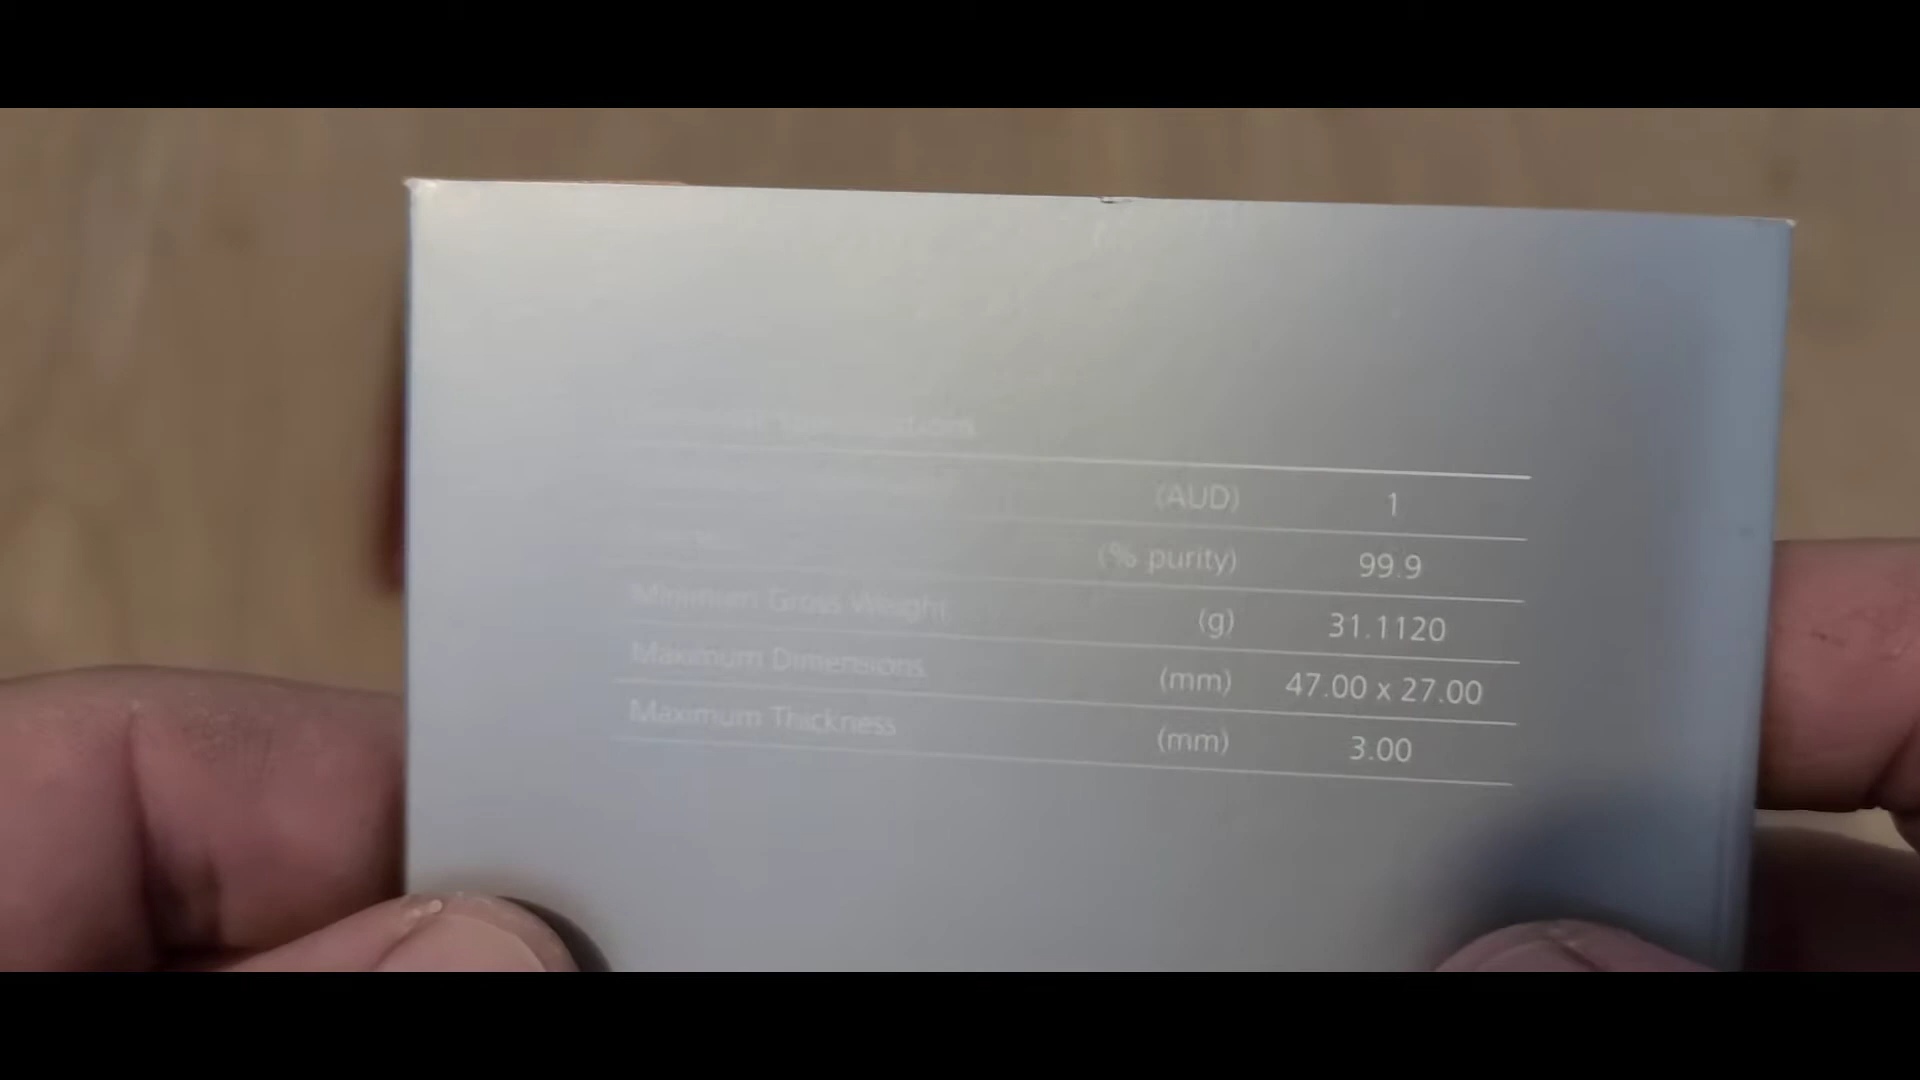 Specifications
(AUD) 1
(% purity) 99.9
Minimum Gross Weight (g) 31.1120
Maximum Dimensions (mm) 47.00 x 27.00
Maximum Thickness (mm) 3.00